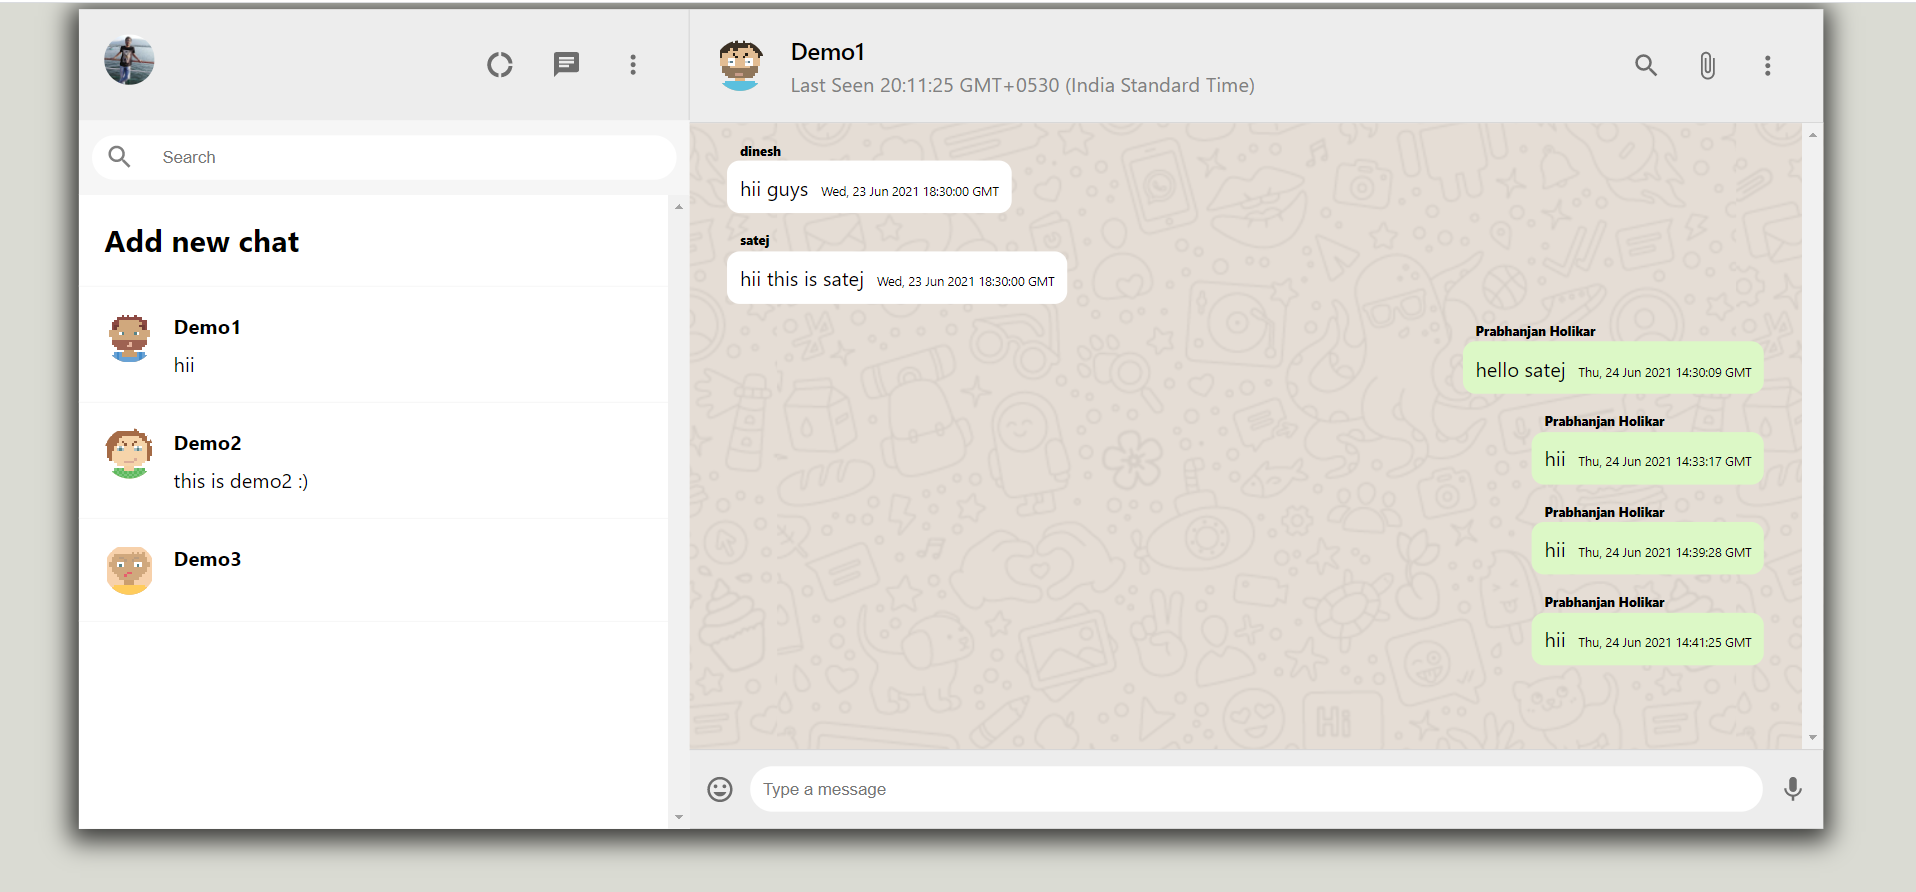 Demo1
Last Seen 20:11:25 GMT+0530 (India Standard Time)
Search
Add new chat
Demo1
hii
Demo2
this is demo2 :)
Demo3
dinesh
hii guys Wed, 23 Jun 2021 18:30:00 GMT
satej
hii this is satej Wed, 23 Jun 2021 18:30:00 GMT
Prabhanjan Holikar
hello satej Thu, 24 Jun 2021 14:30:09 GMT
Prabhanjan Holikar
hii Thu, 24 Jun 2021 14:33:17 GMT
Prabhanjan Holikar
hii Thu, 24 Jun 2021 14:39:28 GMT
Prabhanjan Holikar
hii Thu, 24 Jun 2021 14:41:25 GMT
Hi
Type a message